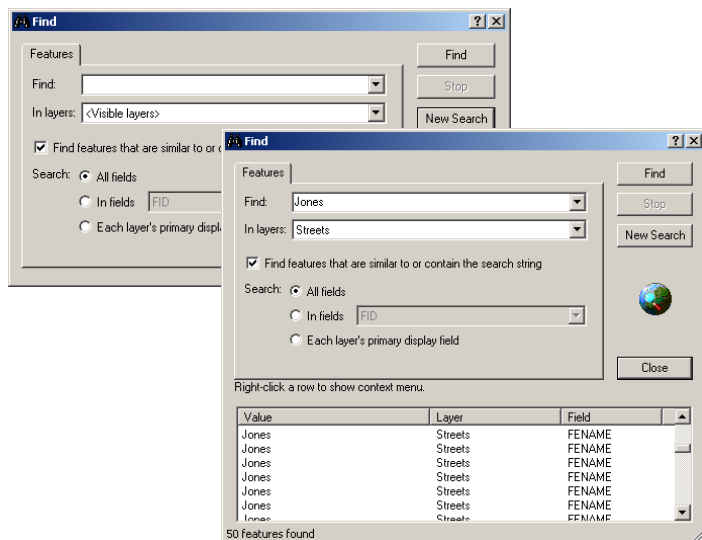 Find
Features
Find:
Find
Stop
In layers: <Visible layers>
New Search
Find features that are similar to or
Search: All fields
In fields FID
Each layer's primary
Find
Features
Find: Jones
Find
In layers: Streets
Stop
New Search
Find features that are similar to or contain the search string
Search: All fields
In fields FID
Each layer's primary display field
Close
Right-click a row to show context menu.
Value Layer Field
Jones Streets FENAME
Jones Streets FENAME
Jones Streets FENAME
Jones Streets FENAME
Jones Streets FENAME
Jones Streets FENAME
Jones Streets FENAME
50 features found